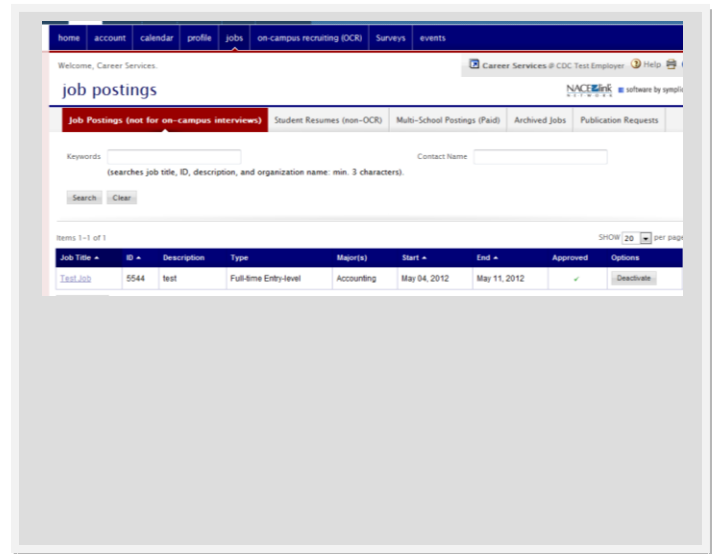 home account calendar profile jobs on-campus recruiting (OCR) Surveys events
Welcome, Career Services.
Career Services @ CDC Test Employer Help
job postings
NACElink
NETWORK
software by symplic
Job Postings (not for on-campus interviews) Student Resumes (non-OCR) Multi-School Postings (Paid) Archived Jobs Publication Requests
Keywords Contact Name
(searches job title, ID, description, and organization name: min. 3 characters).
Search Clear
Items 1-1 of 1 SHOW 20 per page
Job Title ID Description Type Major(s) Start End Approved Options
Test Job 5544 test Full-time Entry-level Accounting May 04, 2012 May 11, 2012 Deactivate